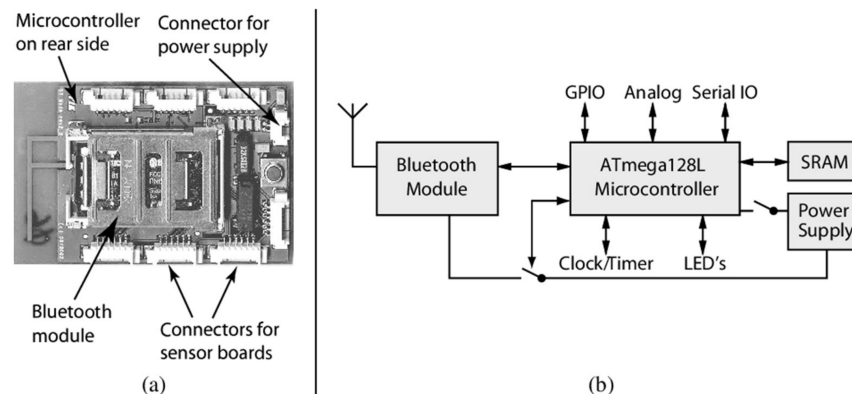 Microcontroller
on rear side
Connector for
power supply
Bluetooth
module
Connectors for
sensor boards
(a)
GPIO
Analog
Serial IO
Bluetooth
Module
ATmega128L
Microcontroller
SRAM
Power
Supply
Clock/Timer
LED's
(b)